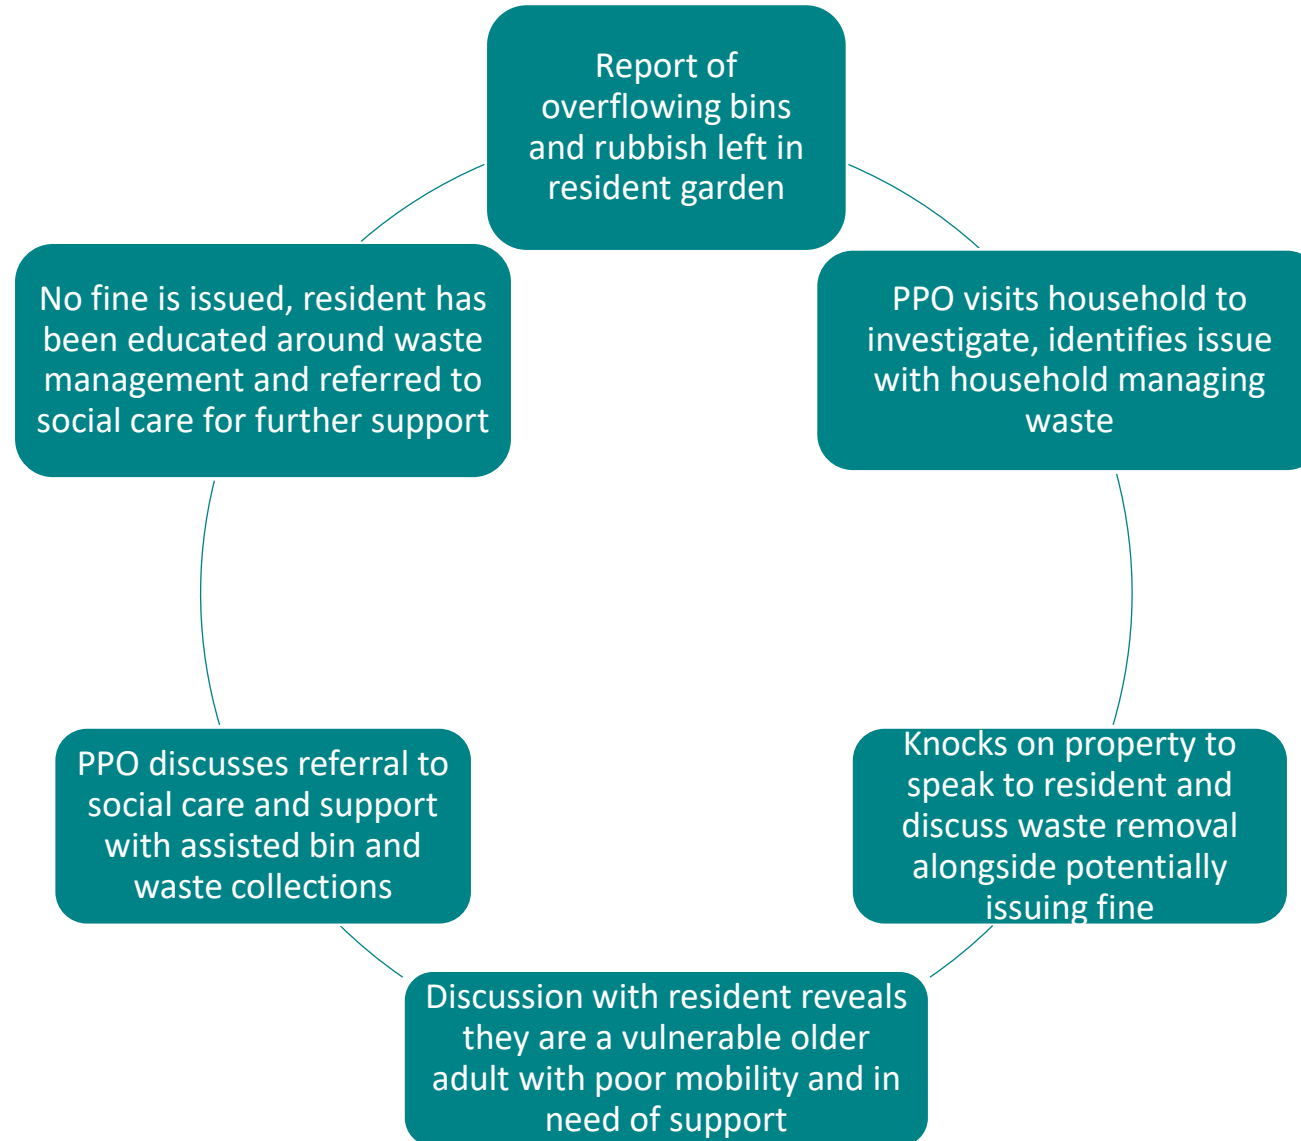 Report of
overflowing bins
and rubbish left in
resident garden
PPO visits household to
investigate, identifies issue
with household managing
waste
Knocks on property to
speak to resident and
discuss waste removal
alongside potentially
issuing fine
Discussion with resident reveals
they are a vulnerable older
adult with poor mobility and in
need of support
PPO discusses referral to
social care and support
with assisted bin and
waste collections
No fine is issued, resident has
been educated around waste
management and referred to
social care for further support